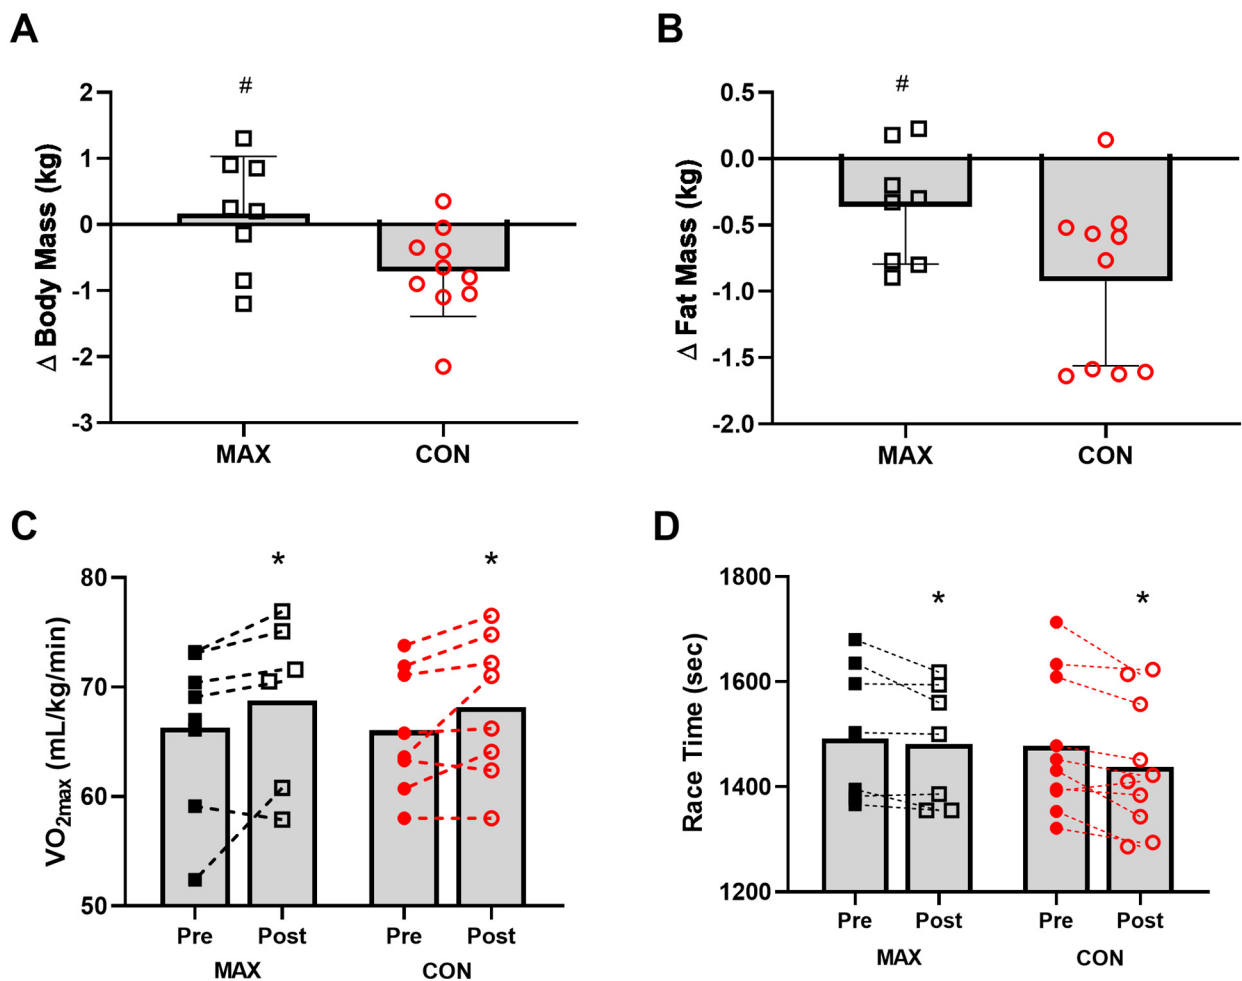 A
#
Δ Body Mass (kg)
2
1
0
-1
-2
-3
MAX CON
B
#
Δ Fat Mass (kg)
0.5
0.0
-0.5
-1.0
-1.5
-2.0
MAX CON
C
* *
VO2max (mL/kg/min)
80
70
60
50
Pre Post Pre Post
MAX CON
D
* *
Race Time (sec)
1800
1600
1400
1200
Pre Post Pre Post
MAX CON